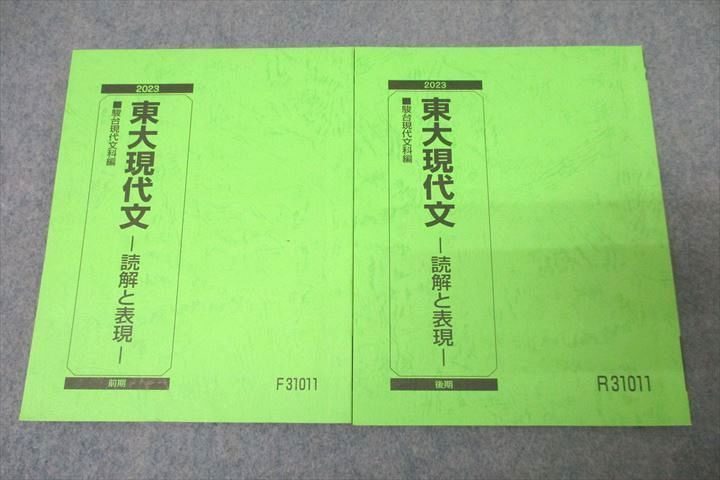 2023
東大現代文
―読解と表現―
■駿台現代文科編
前期
F31011
2023
東大現代文
―読解と表現―
■駿台現代文科編
後期
R31011